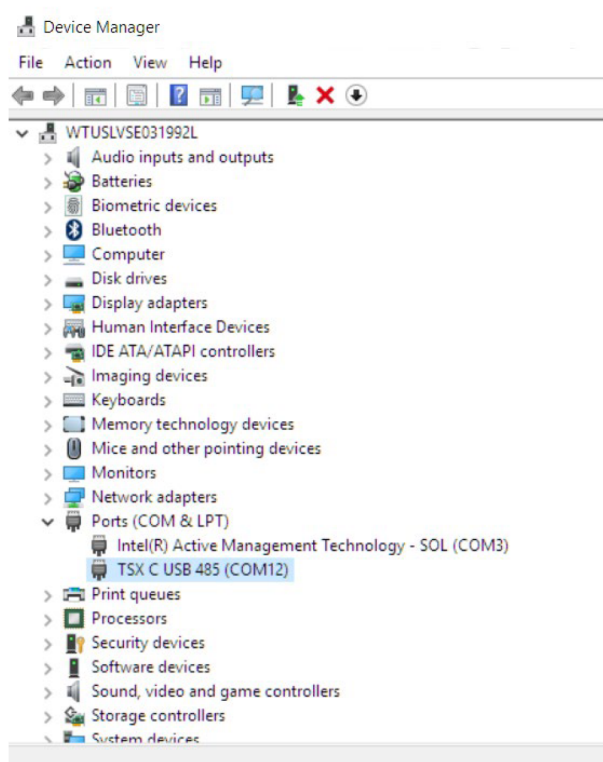 Device Manager
File Action View Help
WTUSLVSE031992L
Audio inputs and outputs
Batteries
Biometric devices
Bluetooth
Computer
Disk drives
Display adapters
Human Interface Devices
IDE ATA/ATAPI controllers
Imaging devices
Keyboards
Memory technology devices
Mice and other pointing devices
Monitors
Network adapters
Ports (COM & LPT)
Intel(R) Active Management Technology - SOL (COM3)
TSX C USB 485 (COM12)
Print queues
Processors
Security devices
Software devices
Sound, video and game controllers
Storage controllers
System devices